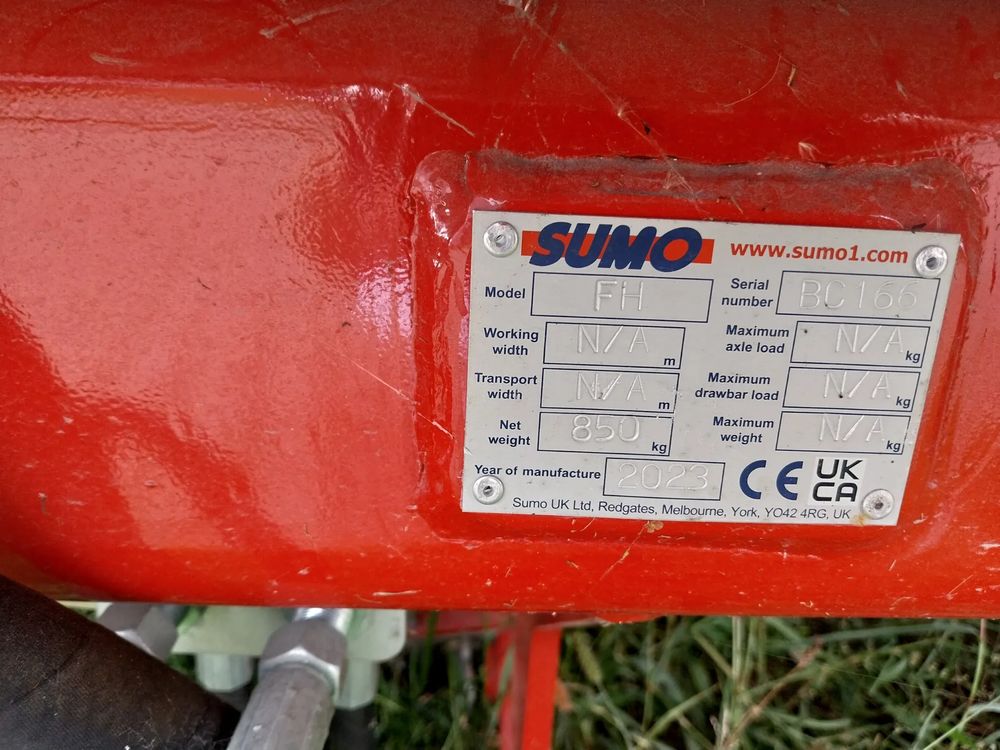 SUMO www.sumo1.com
Model FH Serial number BC166
Working width N/A m Maximum axle load N/A kg
Transport width N/A m Maximum drawbar load N/A kg
Net weight 850 kg Maximum weight N/A kg
Year of manufacture 2023 CE UK CA
Sumo UK Ltd, Redgates, Melbourne, York, YO42 4RG, UK